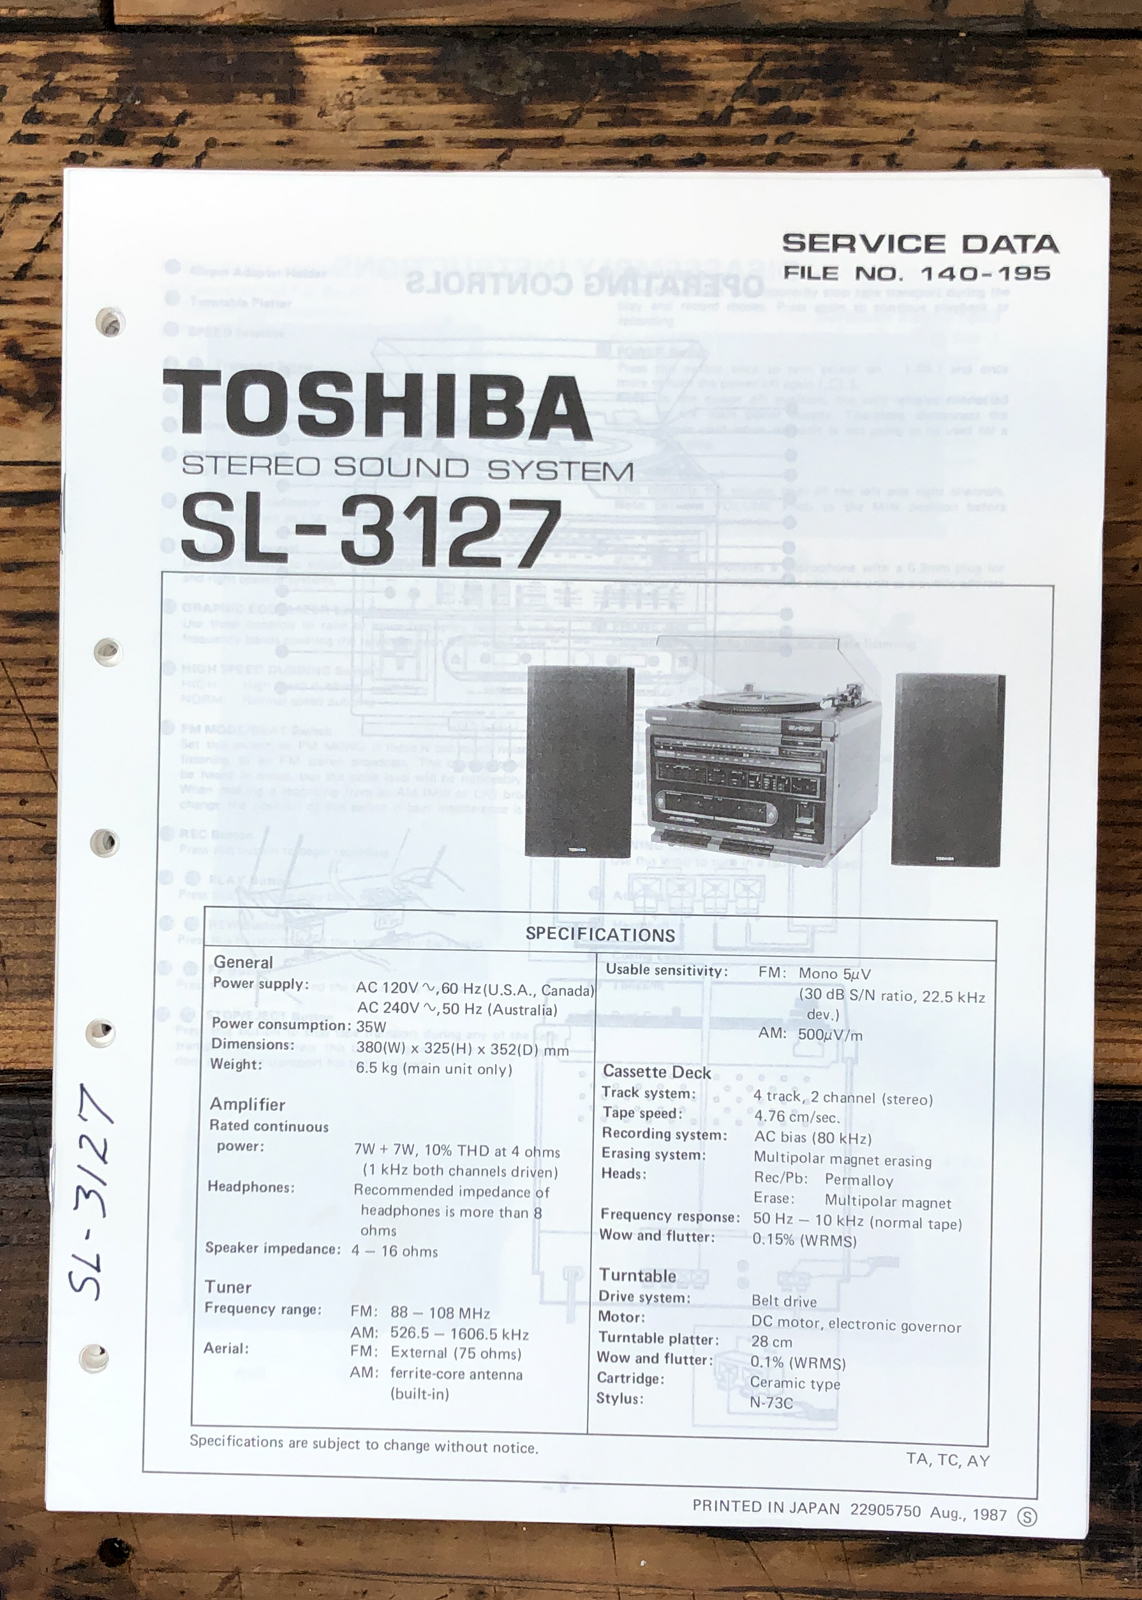 SERVICE DATA
FILE NO. 140-195
OPERATING CONTROLS
TOSHIBA
STEREO SOUND SYSTEM
SL-3127
TOSHIBA
TOSHIBA
SPECIFICATIONS
General
Power supply: AC 120V ∿, 60 Hz (U.S.A., Canada)
AC 240V ∿, 50 Hz (Australia)
Power consumption: 35W
Dimensions: 380(W) x 325(H) x 352(D) mm
Weight: 6.5 kg (main unit only)
Amplifier
Rated continuous
power: 7W + 7W, 10% THD at 4 ohms
(1 kHz both channels driven)
Headphones: Recommended impedance of
headphones is more than 8
ohms
Speaker impedance: 4 – 16 ohms
Tuner
Frequency range: FM: 88 – 108 MHz
AM: 526.5 – 1606.5 kHz
Aerial: FM: External (75 ohms)
AM: ferrite-core antenna
(built-in)
Usable sensitivity: FM: Mono 5μV
(30 dB S/N ratio, 22.5 kHz
dev.)
AM: 500μV/m
Cassette Deck
Track system: 4 track, 2 channel (stereo)
Tape speed: 4.76 cm/sec.
Recording system: AC bias (80 kHz)
Erasing system: Multipolar magnet erasing
Heads: Rec/Pb: Permalloy
Erase: Multipolar magnet
Frequency response: 50 Hz – 10 kHz (normal tape)
Wow and flutter: 0.15% (WRMS)
Turntable
Drive system: Belt drive
Motor: DC motor, electronic governor
Turntable platter: 28 cm
Wow and flutter: 0.1% (WRMS)
Cartridge: Ceramic type
Stylus: N-73C
Specifications are subject to change without notice.
TA, TC, AY
PRINTED IN JAPAN 22905750 Aug., 1987 Ⓢ
SL-3127